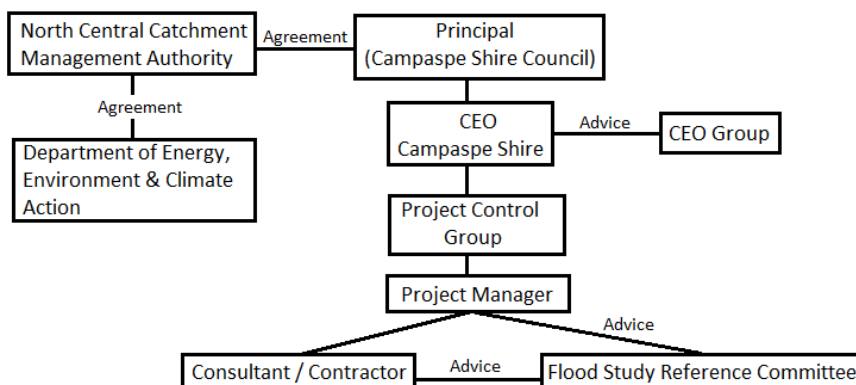 North Central Catchment
Management Authority
Agreement
Principal
(Campaspe Shire Council)
Agreement
CEO
Campaspe Shire
Advice
CEO Group
Department of Energy,
Environment & Climate
Action
Project Control
Group
Project Manager
Advice
Consultant / Contractor
Advice
Flood Study Reference Committee